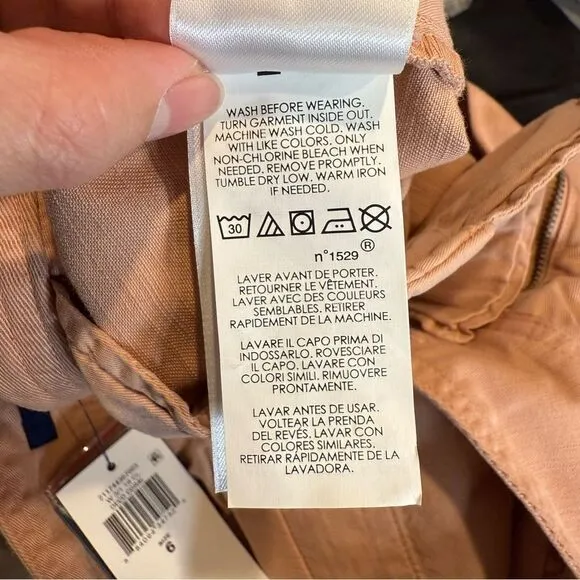 WASH BEFORE WEARING.
TURN GARMENT INSIDE OUT.
MACHINE WASH COLD. WASH
WITH LIKE COLORS. ONLY
NON-CHLORINE BLEACH WHEN
NEEDED. REMOVE PROMPTLY.
TUMBLE DRY LOW. WARM IRON
IF NEEDED.
30
n°1529 ®
LAVER AVANT DE PORTER.
RETOURNER LE VÊTEMENT.
LAVER AVEC DES COULEURS
SEMBLABLES. RETIRER
RAPIDEMENT DE LA MACHINE.
LAVARE IL CAPO PRIMA DI
INDOSSARLO. ROVESCIARE
IL CAPO. LAVARE CON
COLORI SIMILI. RIMUOVERE
PRONTAMENTE.
LAVAR ANTES DE USAR.
VOLTEAR LA PRENDA
DEL REVÉS. LAVAR CON
COLORES SIMILARES.
RETIRAR RÁPIDAMENTE DE LA
LAVADORA.
SIZE
6